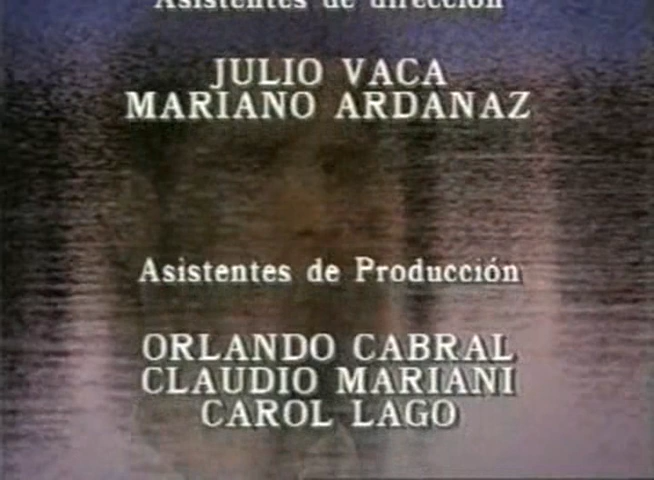 Asistentes de dirección
JULIO VACA
MARIANO ARDANAZ
Asistentes de Producción
ORLANDO CABRAL
CLAUDIO MARIANI
CAROL LAGO